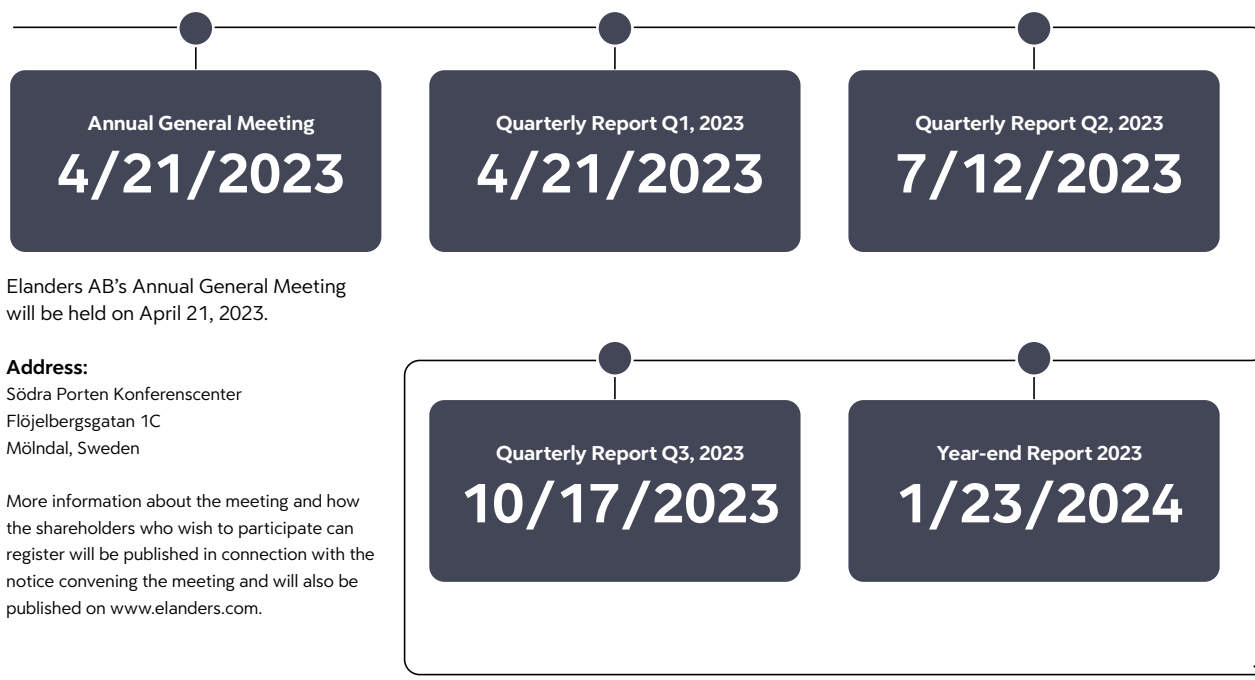 Annual General Meeting
4/21/2023
Quarterly Report Q1, 2023
4/21/2023
Quarterly Report Q2, 2023
7/12/2023
Elanders AB’s Annual General Meeting
will be held on April 21, 2023.
Address:
Södra Porten Konferenscenter
Flöjelbergsgatan 1C
Mölndal, Sweden
More information about the meeting and how
the shareholders who wish to participate can
register will be published in connection with the
notice convening the meeting and will also be
published on www.elanders.com.
Quarterly Report Q3, 2023
10/17/2023
Year-end Report 2023
1/23/2024